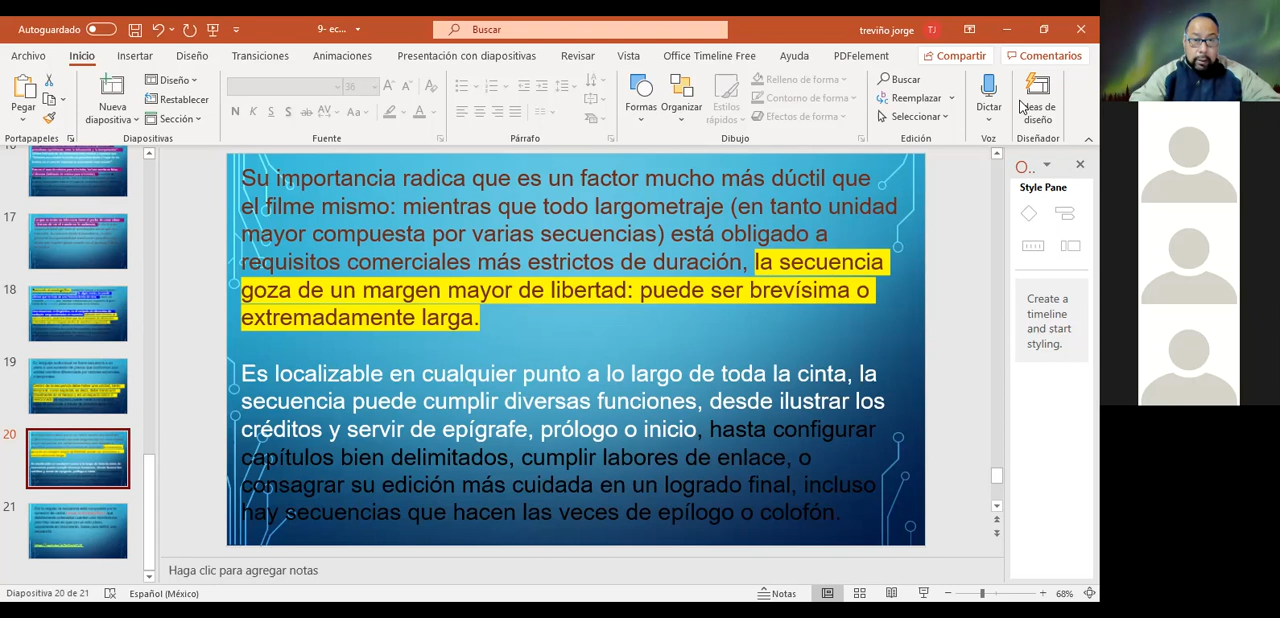 Autoguardado
9- ec...
Buscar
treviño jorge
TJ
Archivo
Inicio
Insertar
Diseño
Transiciones
Animaciones
Presentación con diapositivas
Revisar
Vista
Office Timeline Free
Ayuda
PDFelement
Compartir
Comentarios
Pegar
Nueva
diapositiva
Diseño
Restablecer
Sección
36
N K S S ab AV Aa
Formas
Organizar
Estilos
rápidos
Relleno de forma
Contorno de forma
Efectos de forma
Buscar
Reemplazar
Seleccionar
Dictar
de
diseño
Portapapeles
Diapositivas
Fuente
Párrafo
Dibujo
Edición
Voz
Diseñador
17
18
19
20
21
Su importancia radica que es un factor mucho más dúctil que
el filme mismo: mientras que todo largometraje (en tanto unidad
mayor compuesta por varias secuencias) está obligado a
requisitos comerciales más estrictos de duración, la secuencia
goza de un margen mayor de libertad: puede ser brevísima o
extremadamente larga.
Es localizable en cualquier punto a lo largo de toda la cinta, la
secuencia puede cumplir diversas funciones, desde ilustrar los
créditos y servir de epígrafe, prólogo o inicio, hasta configurar
capítulos bien delimitados, cumplir labores de enlace, o
consagrar su edición más cuidada en un logrado final, incluso
hay secuencias que hacen las veces de epílogo o colofón.
O..
Style Pane
Create a
timeline
and start
styling.
Haga clic para agregar notas
Diapositiva 20 de 21
Español (México)
Notas
68%